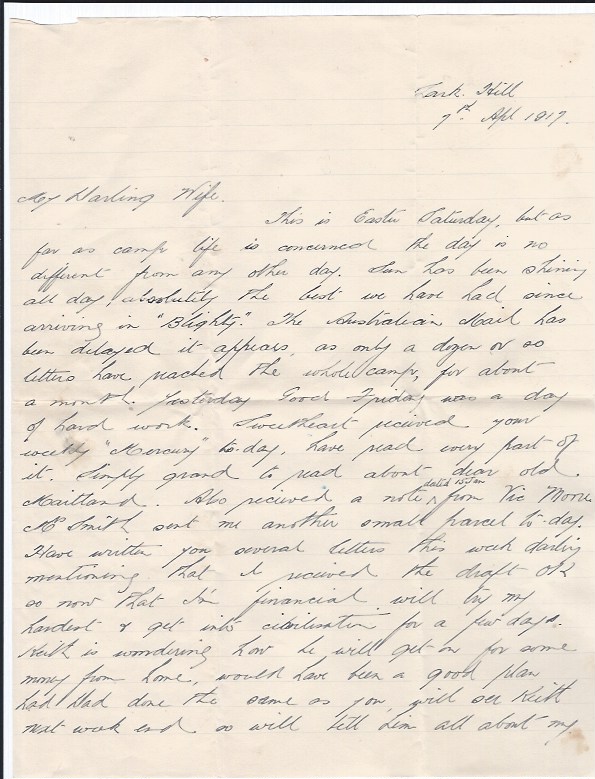 Lark Hill
7th Apl 1917.
My Darling Wife.
This is Easter Saturday, but as
far as camp life is concerned the day is no
different from any other day. Sun has been shining
all day, absolutely the best we have had since
arriving in "Blighty". The Australian Mail has
been delayed it appears as only a dozen or so
letters have reached the whole camp, for about
a month. Yesterday Good Friday was a day
of hard work. Sweetheart recieved your
weekly "Mercury" to-day, have read every part of
it. Simply grand to read about dear old
Maitland. Also recieved a note dated 15 Jan from Vic Moore
Mrs Smith sent me another small parcel to-day.
Have written you several letters this week darling
mentioning that I recieved the draft OK
so now that I'm financial will try my
hardest & get into civilisation for a few days.
Keith is wondering how he will get on for some
money from home, would have been a good plan
had Dad done the same as you, will see Keith
next week end so will tell him all about my